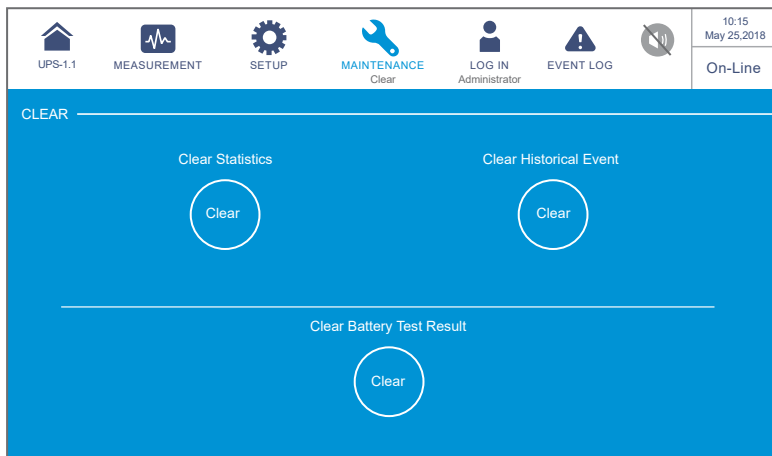 10:15
May 25,2018
UPS-1.1
MEASUREMENT
SETUP
MAINTENANCE
Clear
LOG IN
Administrator
EVENT LOG
On-Line
CLEAR
Clear Statistics
Clear Historical Event
Clear
Clear
Clear Battery Test Result
Clear